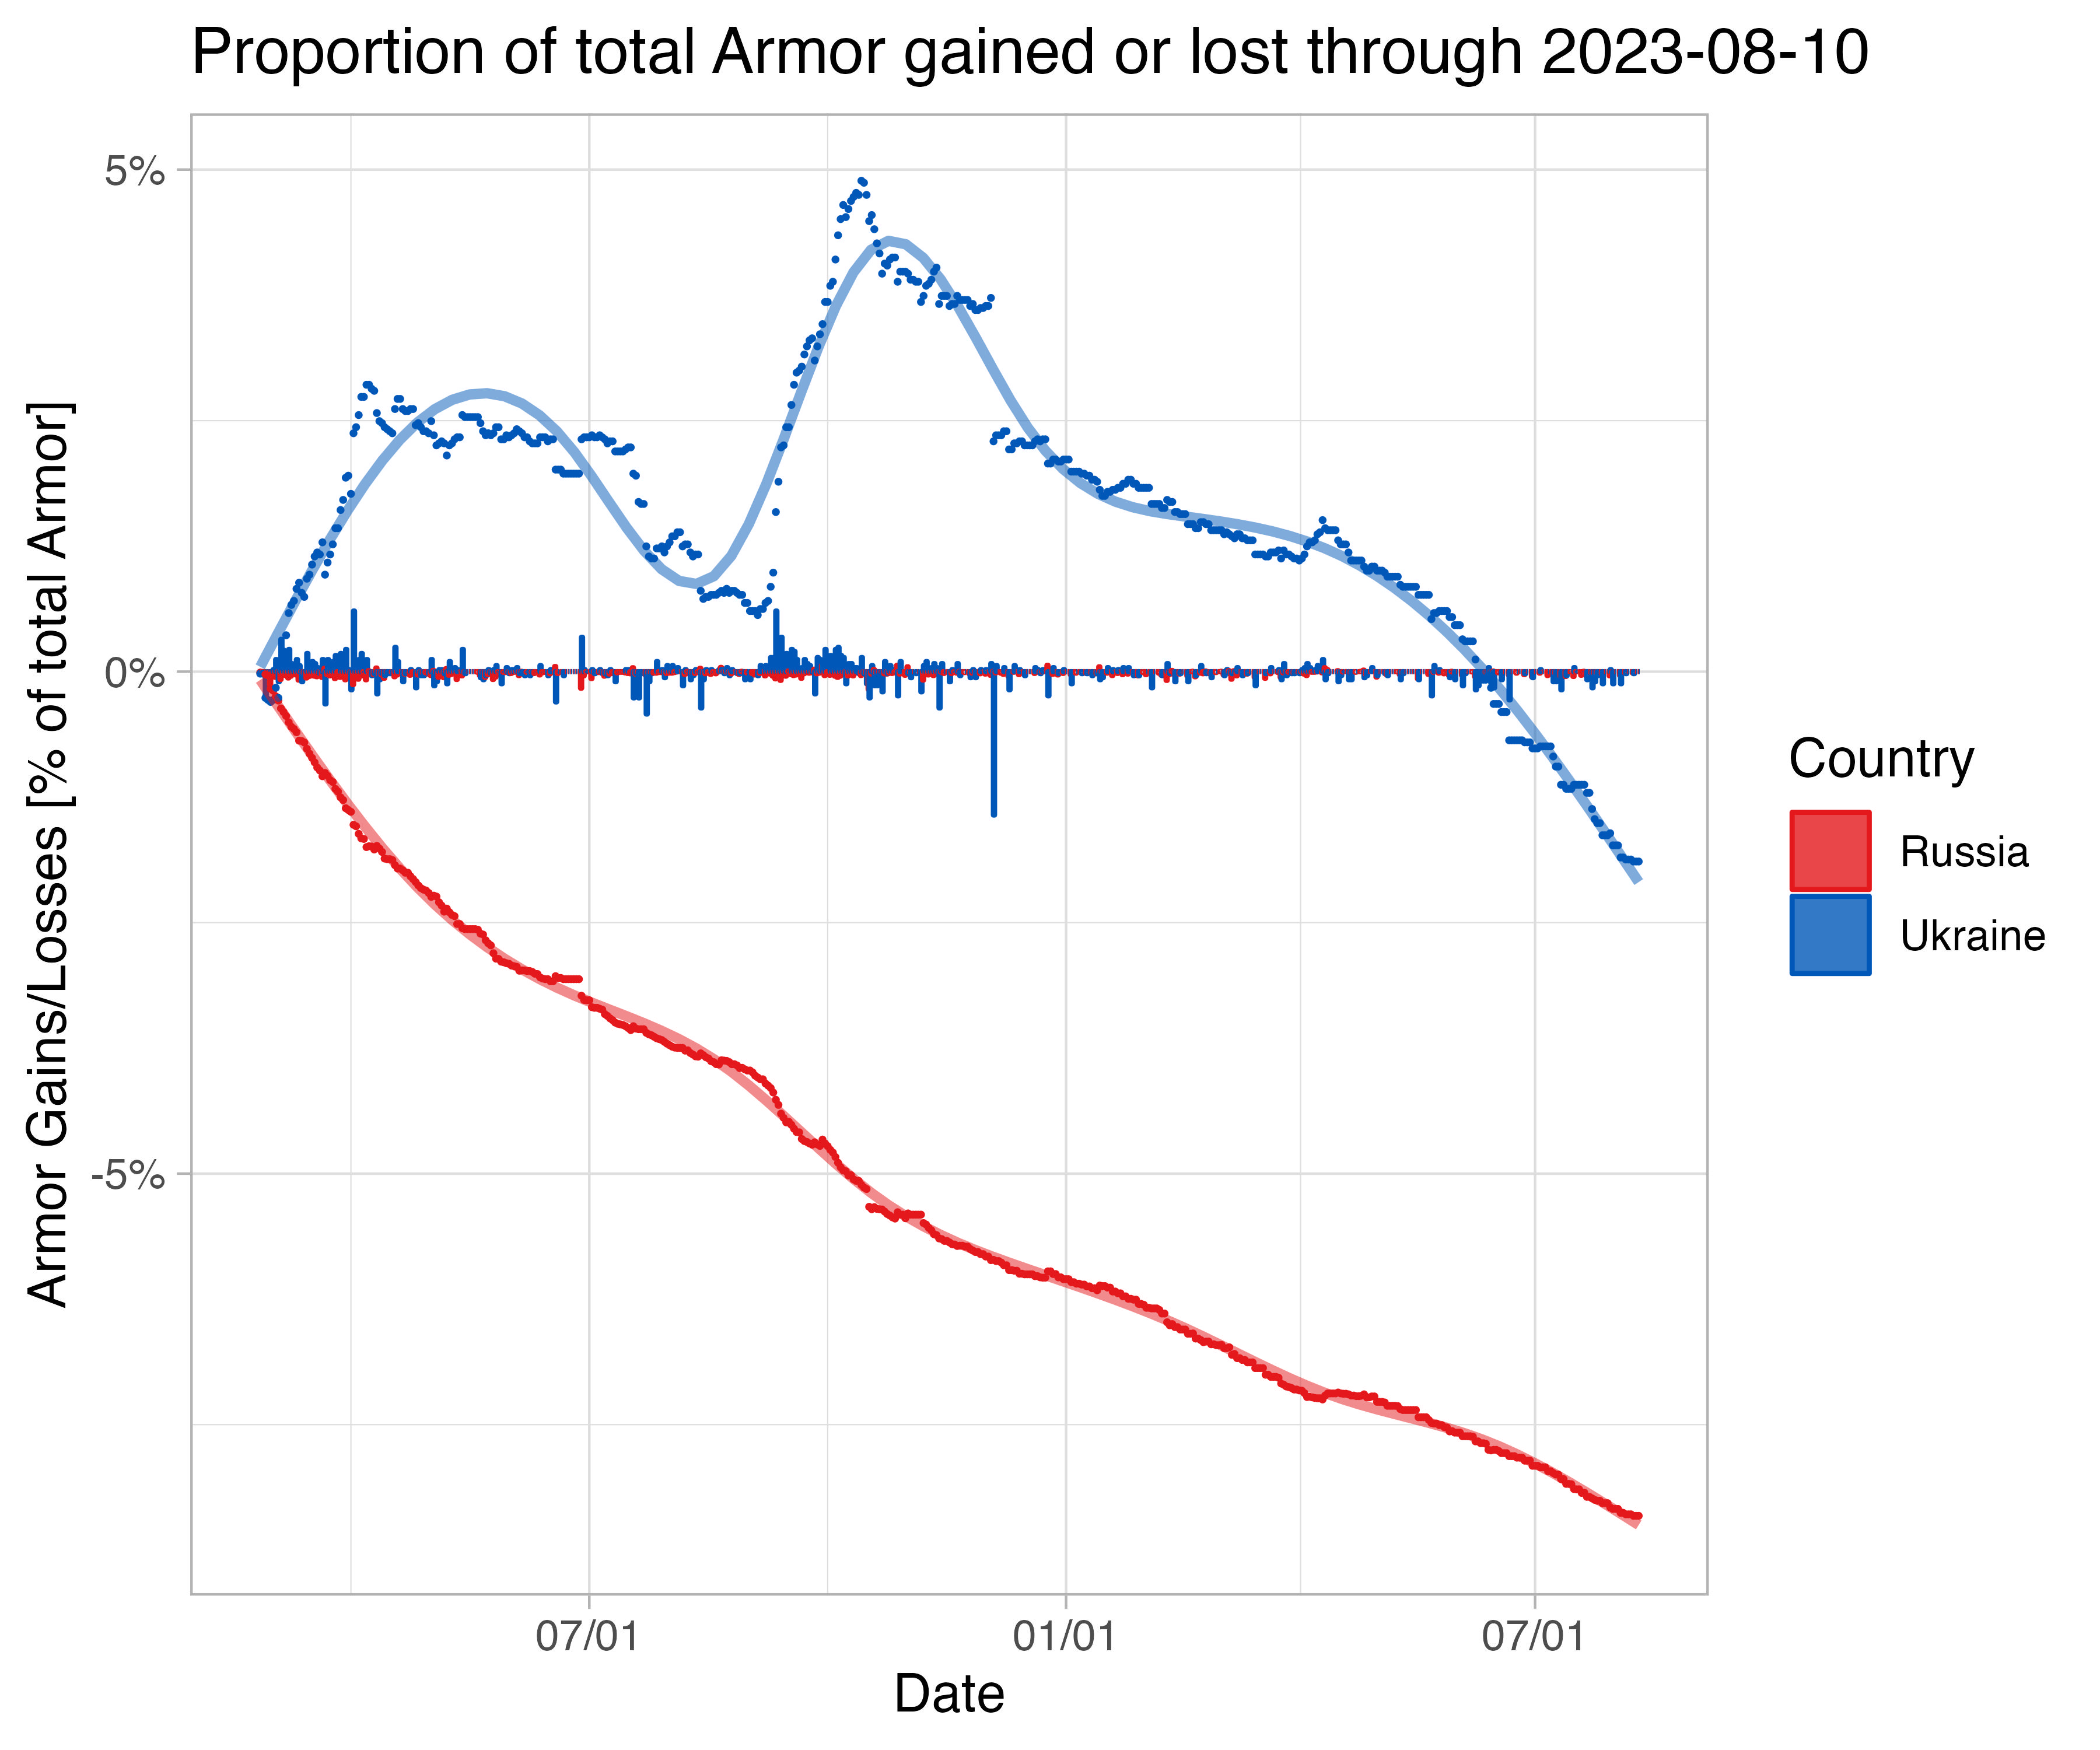 Proportion of total Armor gained or lost through 2023-08-10
Armor Gains/Losses [% of total Armor]
5%
0%
-5%
07/01
01/01
07/01
Date
Country
Russia
Ukraine